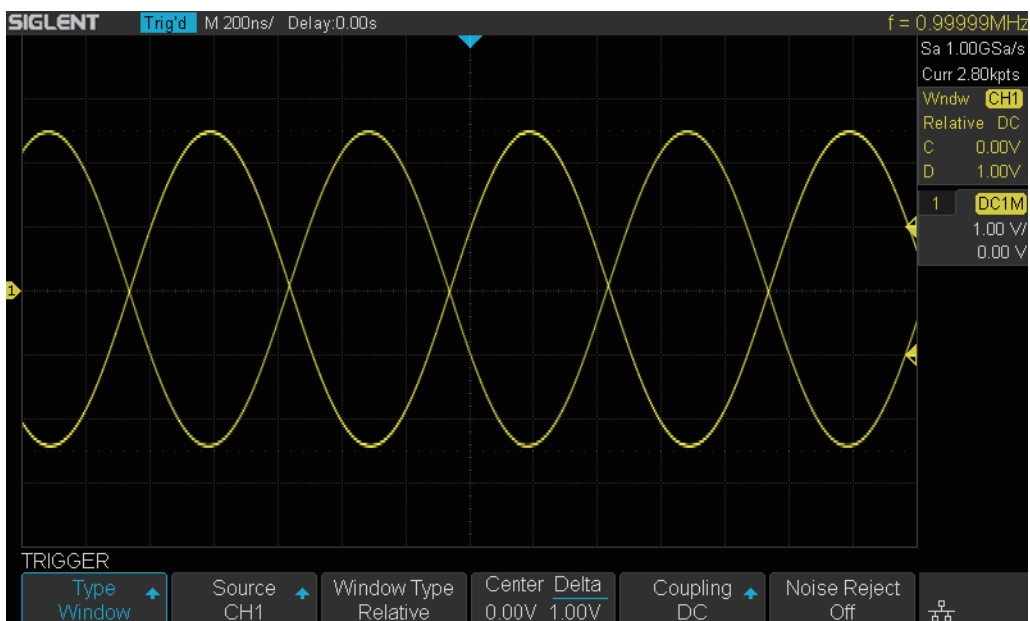 SIGLENT Trig'd M 200ns/ Delay:0.00s f = 0.99999MHz
Sa 1.00GSa/s
Curr 2.80kpts
Wndw CH1
Relative DC
C 0.00V
D 1.00V
1 DC1M
1.00 V/
0.00 V
1
TRIGGER
Type Source Window Type Center Delta Coupling Noise Reject
Window CH1 Relative 0.00V 1.00V DC Off